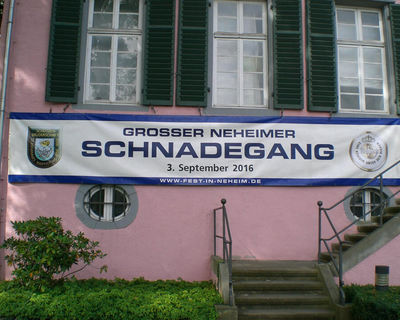 GROSSER NEHEIMER
SCHNADEGANG
3. September 2016
WWW.FEST-IN-NEHEIM.DE